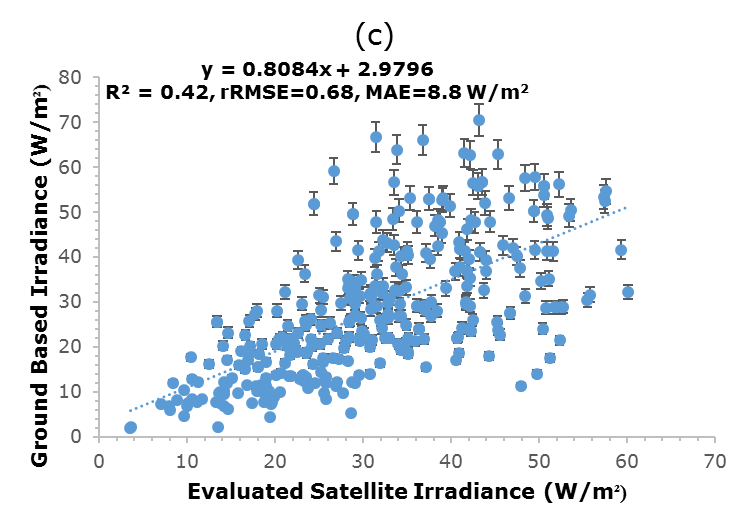 (c)
y = 0.8084x + 2.9796
R² = 0.42, rRMSE=0.68, MAE=8.8 W/m²
80
70
60
50
40
30
20
10
0
0 10 20 30 40 50 60 70
Ground Based Irradiance (W/m²)
Evaluated Satellite Irradiance (W/m²)